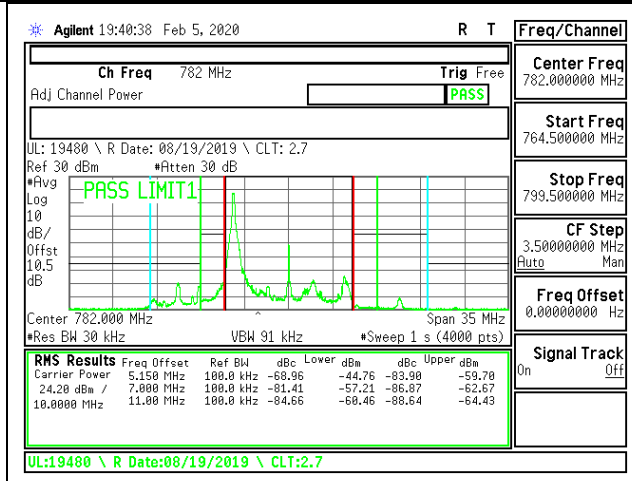 Agilent 19:40:38 Feb 5, 2020 R T
Freq/Channel
Ch Freq 782 MHz Trig Free
Adj Channel Power PASS
UL: 19480 \ R Date: 08/19/2019 \ CLT: 2.7
Ref 30 dBm #Atten 30 dB
#Avg
Log
10
dB/
Offst
10.5
dB
PASS LIMIT1
Center 782.000 MHz Span 35 MHz
#Res BW 30 kHz VBW 91 kHz #Sweep 1 s (4000 pts)
RMS Results Freq Offset Ref BW dBc Lower dBm dBc Upper dBm
Carrier Power 5.150 MHz 100.0 kHz -68.96 -44.76 -83.90 -59.70
24.20 dBm / 7.000 MHz 100.0 kHz -81.41 -57.21 -86.87 -62.67
10.0000 MHz 11.00 MHz 100.0 kHz -84.66 -60.46 -88.64 -64.43
UL:19480 \ R Date:08/19/2019 \ CLT:2.7
Center Freq
782.000000 MHz
Start Freq
764.500000 MHz
Stop Freq
799.500000 MHz
CF Step
3.50000000 MHz
Auto Man
Freq Offset
0.00000000 Hz
Signal Track
On Off